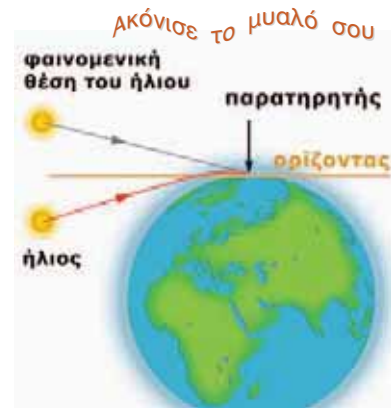 Ακόνισε το μυαλό σου
φαινομενική
θέση του ήλιου
παρατηρητής
ορίζοντας
ήλιος